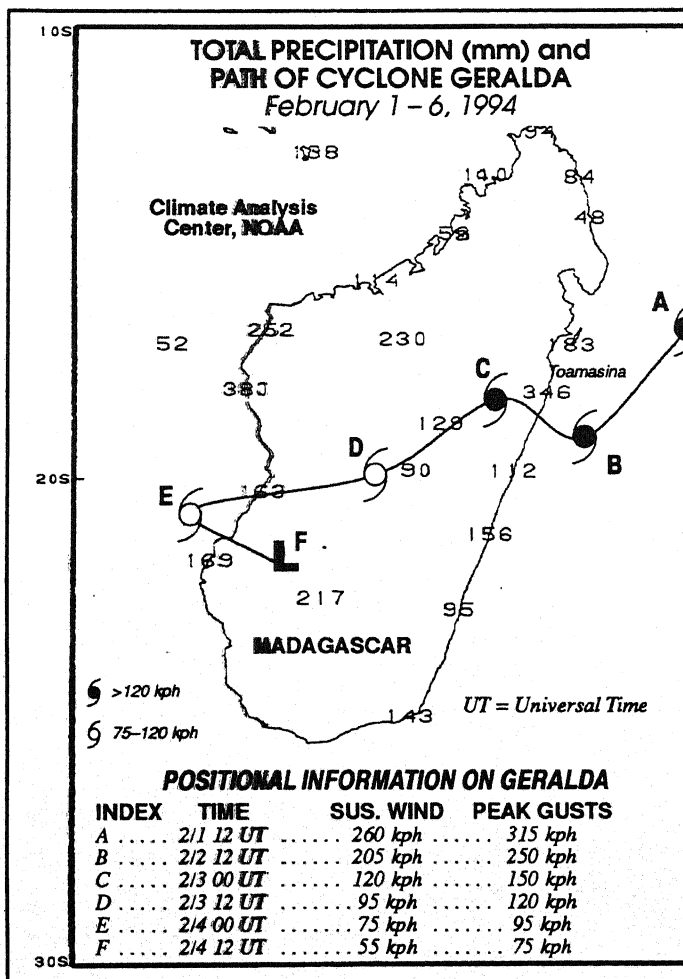 10S
TOTAL PRECIPITATION (mm) and
PATH OF CYCLONE GERALDA
February 1 – 6, 1994
94
138
140
84
Climate Analysis
Center, NOAA
48
58
114
A
252
230
52
183
C
Toamasina
381
346
129
D
B
90
112
20S
E
163
156
F
169
217
95
MADAGASCAR
>120 kph
UT = Universal Time
143
75–120 kph
POSITIONAL INFORMATION ON GERALDA
INDEX TIME SUS. WIND PEAK GUSTS
A ..... 2/1 12 UT ...... 260 kph ...... 315 kph
B ..... 2/2 12 UT ...... 205 kph ...... 250 kph
C ..... 2/3 00 UT ...... 120 kph ...... 150 kph
D ..... 2/3 12 UT ...... 95 kph ...... 120 kph
E ..... 2/4 00 UT ...... 75 kph ...... 95 kph
F ..... 2/4 12 UT ...... 55 kph ...... 75 kph
30S